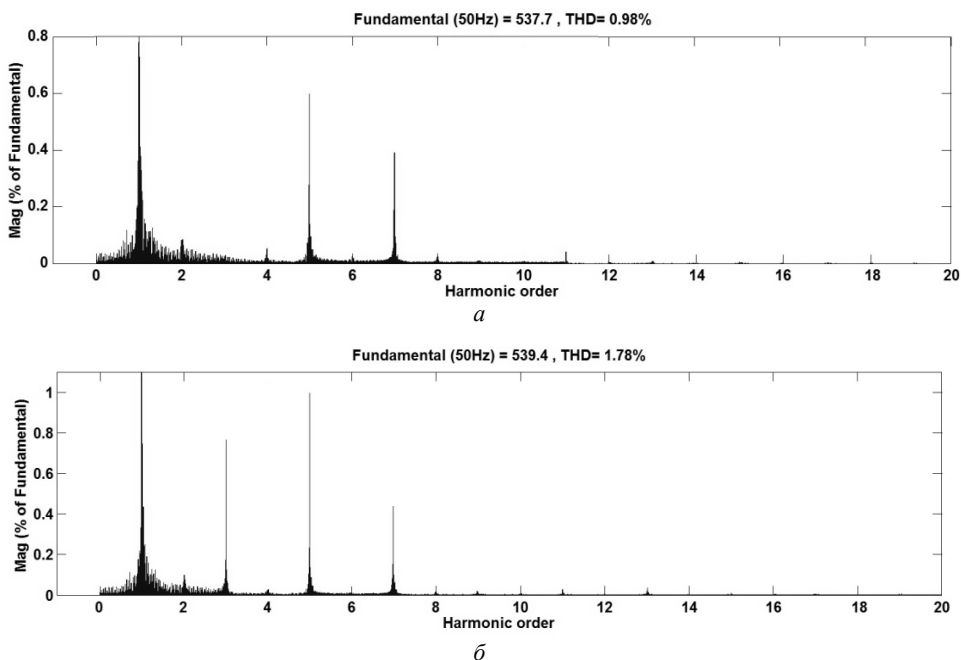 Fundamental (50Hz) = 537.7 , THD= 0.98%
0.8
0.6
0.4
0.2
0
Mag (% of Fundamental)
0 2 4 6 8 10 12 14 16 18 20
Harmonic order
а
Fundamental (50Hz) = 539.4 , THD= 1.78%
1
0.8
0.6
0.4
0.2
0
Mag (% of Fundamental)
0 2 4 6 8 10 12 14 16 18 20
Harmonic order
б